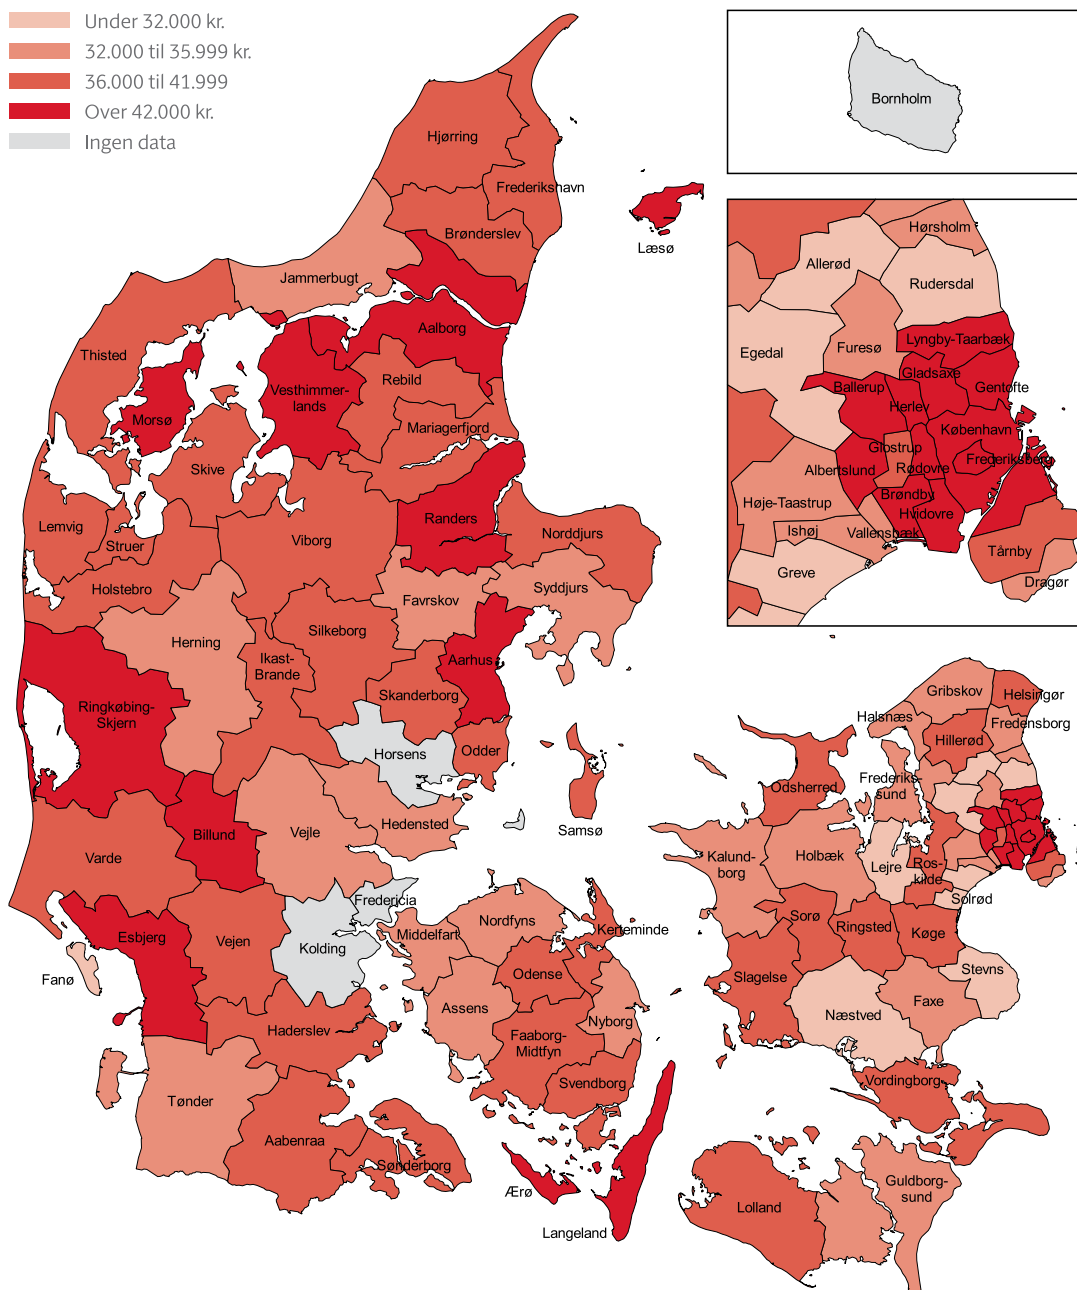 Under 32.000 kr.
32.000 til 35.999 kr.
36.000 til 41.999
Over 42.000 kr.
Ingen data
Bornholm
Hjørring
Frederikshavn
Brønderslev
Læsø
Jammerbugt
Aalborg
Thisted
Rebild
Vesthimmer-
lands
Morsø
Mariagerfjord
Skive
Randers
Lemvig
Struer
Viborg
Norddjurs
Holstebro
Favrskov
Syddjurs
Herning
Silkeborg
Ikast-
Brande
Aarhus
Skanderborg
Ringkøbing-
Skjern
Horsens
Odder
Samsø
Hedensted
Billund
Vejle
Varde
Fredericia
Esbjerg
Vejen
Kolding
Fanø
Haderslev
Tønder
Aabenraa
Sønderborg
Middelfart
Nordfyns
Kerteminde
Odense
Assens
Nyborg
Faaborg-
Midtfyn
Svendborg
Ærø
Langeland
Hørsholm
Allerød
Rudersdal
Egedal
Furesø
Lyngby-Taarbæk
Gladsaxe
Ballerup
Gentofte
Herlev
København
Glostrup
Frederiksberg
Albertslund
Rødovre
Brøndby
Høje-Taastrup
Hvidovre
Ishøj
Vallensbæk
Tårnby
Greve
Dragør
Gribskov
Helsingør
Halsnæs
Fredensborg
Hillerød
Frederiks-
sund
Odsherred
Kalund-
borg
Holbæk
Lejre
Ros-
kilde
Solrød
Sorø
Ringsted
Køge
Slagelse
Stevns
Faxe
Næstved
Vordingborg
Guldborg-
sund
Lolland